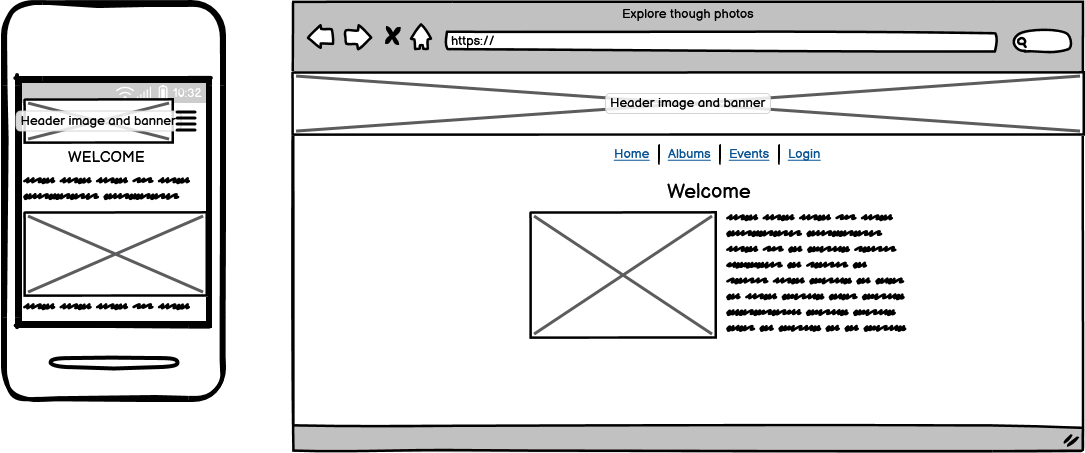 10:32
Header image and banner
WELCOME
Explore though photos
https://
Header image and banner
Home | Albums | Events | Login
Welcome